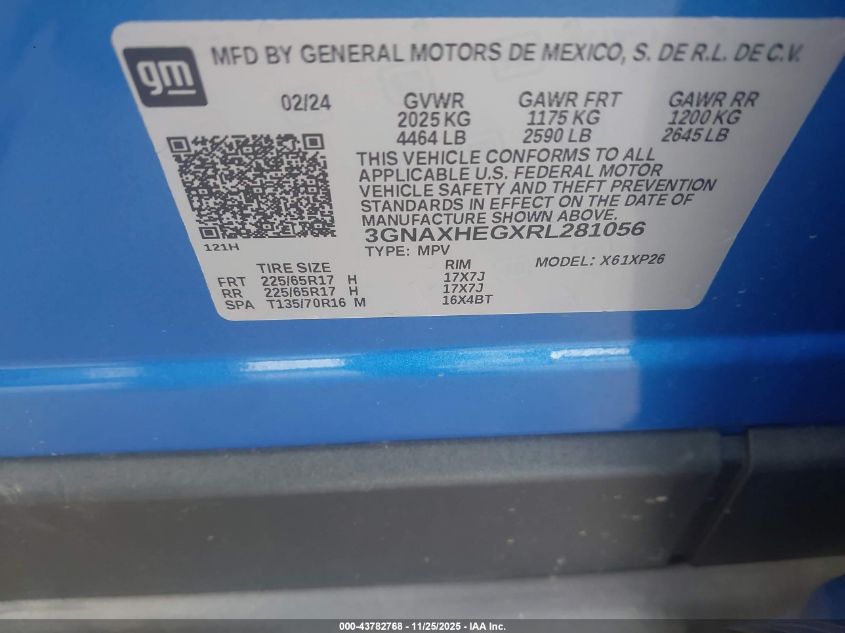 gm
MFD BY GENERAL MOTORS DE MEXICO, S. DE R.L. DE C.V.
02/24 GVWR GAWR FRT GAWR RR
2025 KG 1175 KG 1200 KG
4464 LB 2590 LB 2645 LB
THIS VEHICLE CONFORMS TO ALL
APPLICABLE U.S. FEDERAL MOTOR
VEHICLE SAFETY AND THEFT PREVENTION
STANDARDS IN EFFECT ON THE DATE OF
MANUFACTURE SHOWN ABOVE.
3GNAXHEGXRL281056
121H
TYPE: MPV MODEL: X61XP26
TIRE SIZE RIM
FRT 225/65R17 H 17X7J
RR 225/65R17 H 17X7J
SPA T135/70R16 M 16X4BT
000-43782768 - 11/25/2025 - IAA Inc.